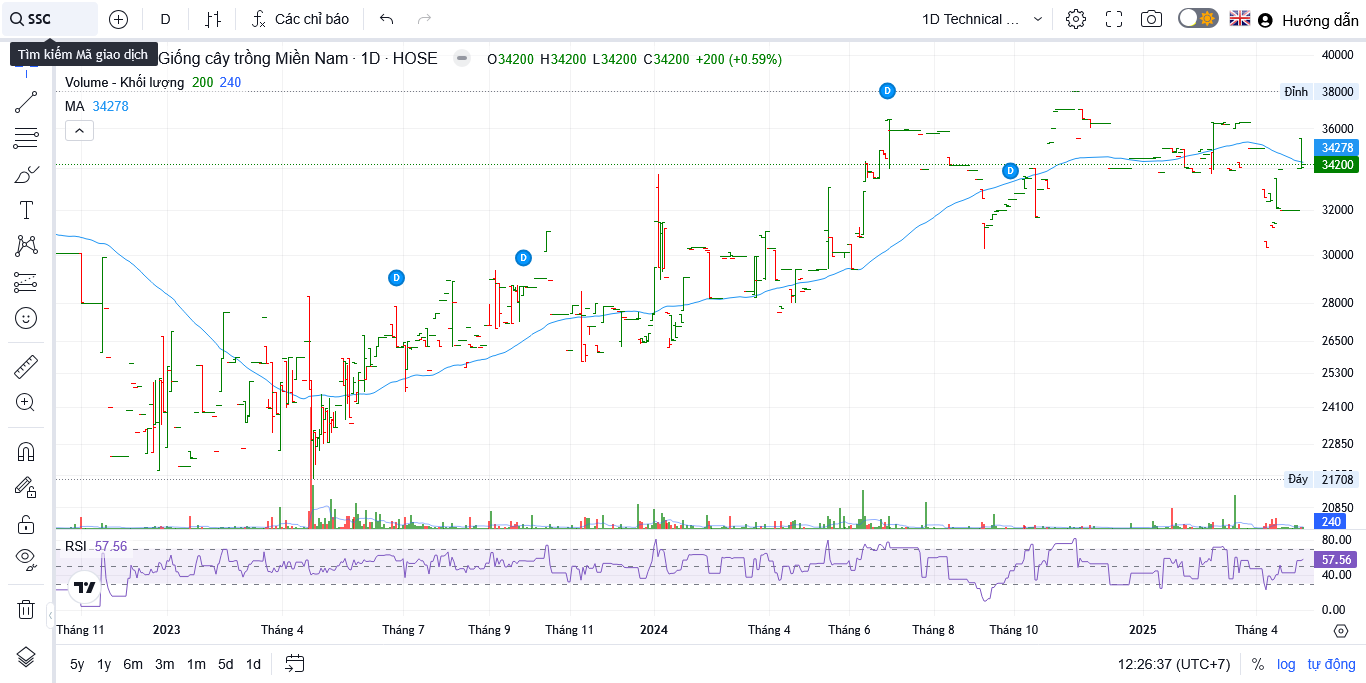 SSC D Các chỉ báo 1D Technical ... Hướng dẫn
Tìm kiếm Mã giao dịch
Giống cây trồng Miền Nam · 1D · HOSE O34200 H34200 L34200 C34200 +200 (+0.59%)
Volume - Khối lượng 200 240
MA 34278
40000
Đỉnh 38000
36000
34278
34200
32000
30000
28000
26500
25300
24100
22850
Đáy 21708
20850
240
D
D
D
D
RSI 57.56
80.00
57.56
40.00
0.00
Tháng 11 2023 Tháng 4 Tháng 7 Tháng 9 Tháng 11 2024 Tháng 4 Tháng 6 Tháng 8 Tháng 10 2025 Tháng 4
5y 1y 6m 3m 1m 5d 1d 12:26:37 (UTC+7) % log tự động